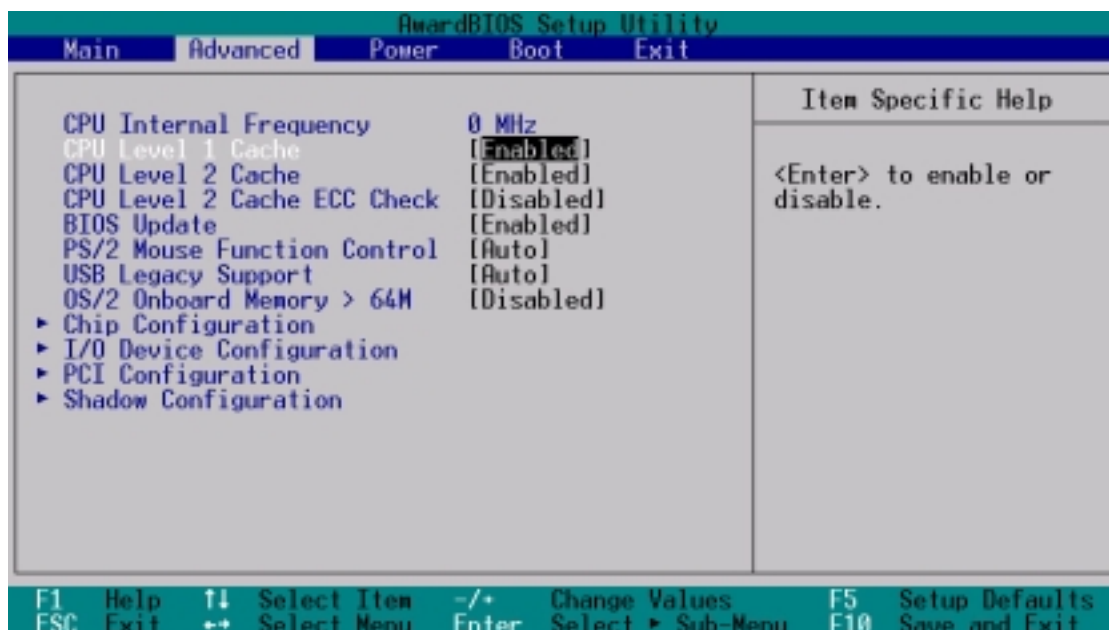 AwardBIOS Setup Utility
Main Advanced Power Boot Exit
Item Specific Help
CPU Internal Frequency 0 MHz
CPU Level 1 Cache [Enabled]
CPU Level 2 Cache [Enabled]
CPU Level 2 Cache ECC Check [Disabled]
BIOS Update [Enabled]
PS/2 Mouse Function Control [Auto]
USB Legacy Support [Auto]
OS/2 Onboard Memory > 64M [Disabled]
► Chip Configuration
► I/O Device Configuration
► PCI Configuration
► Shadow Configuration
<Enter> to enable or
disable.
F1 Help ↑↓ Select Item -/+ Change Values F5 Setup Defaults
ESC Exit ←→ Select Menu Enter Select ► Sub-Menu F10 Save and Exit